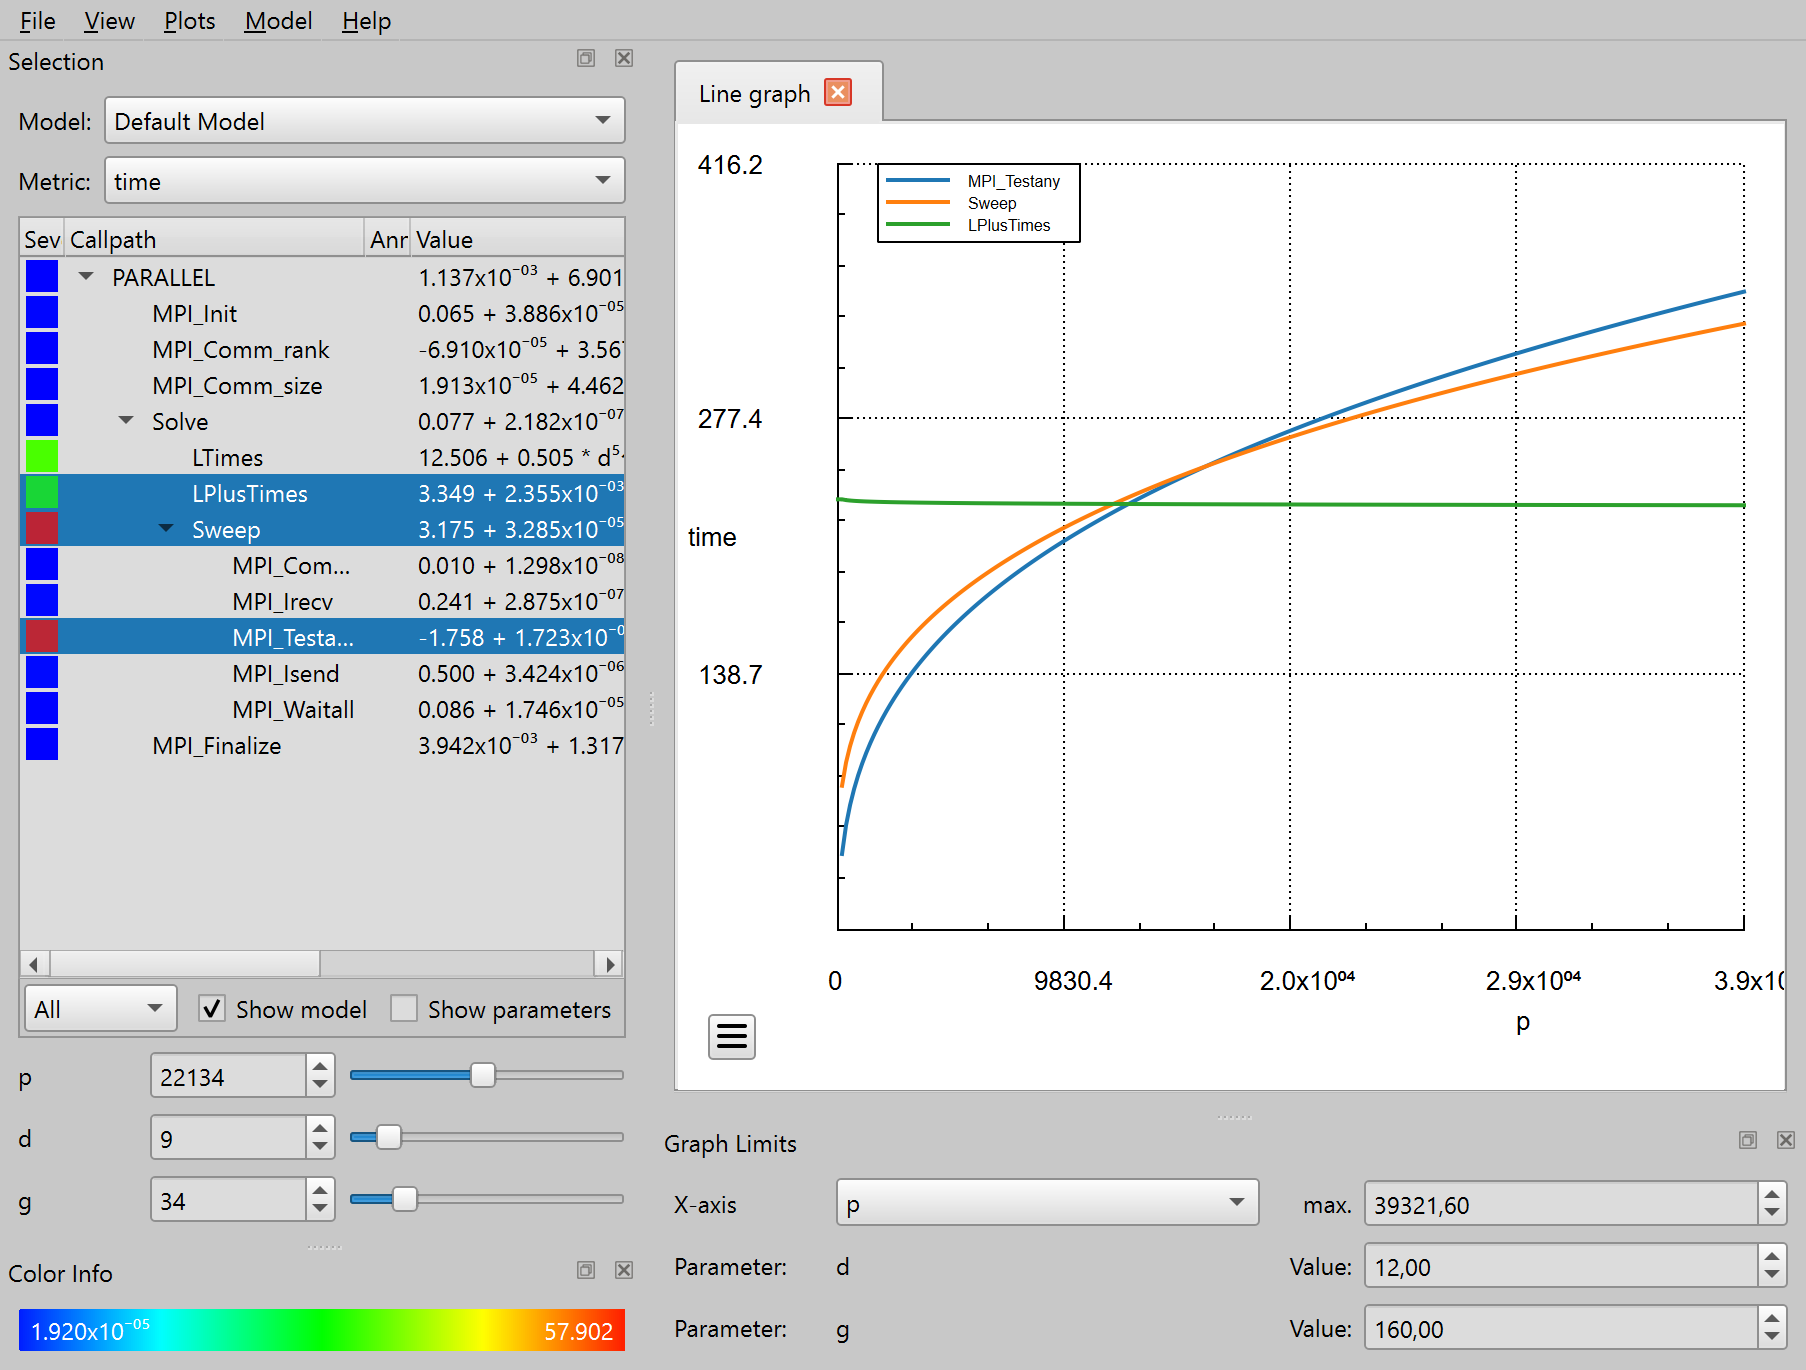 File View Plots Model Help
Selection
Model: Default Model
Metric: time
Sev Callpath Anr Value
PARALLEL 1.137x10⁻⁰³ + 6.901
MPI_Init 0.065 + 3.886x10⁻⁰⁵
MPI_Comm_rank -6.910x10⁻⁰⁵ + 3.567
MPI_Comm_size 1.913x10⁻⁰⁵ + 4.462
Solve 0.077 + 2.182x10⁻⁰⁷
LTimes 12.506 + 0.505 * d⁵
LPlusTimes 3.349 + 2.355x10⁻⁰³
Sweep 3.175 + 3.285x10⁻⁰⁵
MPI_Com... 0.010 + 1.298x10⁻⁰⁸
MPI_Irecv 0.241 + 2.875x10⁻⁰⁷
MPI_Testa... -1.758 + 1.723x10⁻⁰
MPI_Isend 0.500 + 3.424x10⁻⁰⁶
MPI_Waitall 0.086 + 1.746x10⁻⁰⁵
MPI_Finalize 3.942x10⁻⁰³ + 1.317
All Show model Show parameters
p 22134
d 9
g 34
Color Info
1.920x10⁻⁰⁵ 57.902
Line graph
416.2
MPI_Testany
Sweep
LPlusTimes
277.4
time
138.7
0 9830.4 2.0x10⁰⁴ 2.9x10⁰⁴ 3.9x10
p
Graph Limits
X-axis p max. 39321,60
Parameter: d Value: 12,00
Parameter: g Value: 160,00